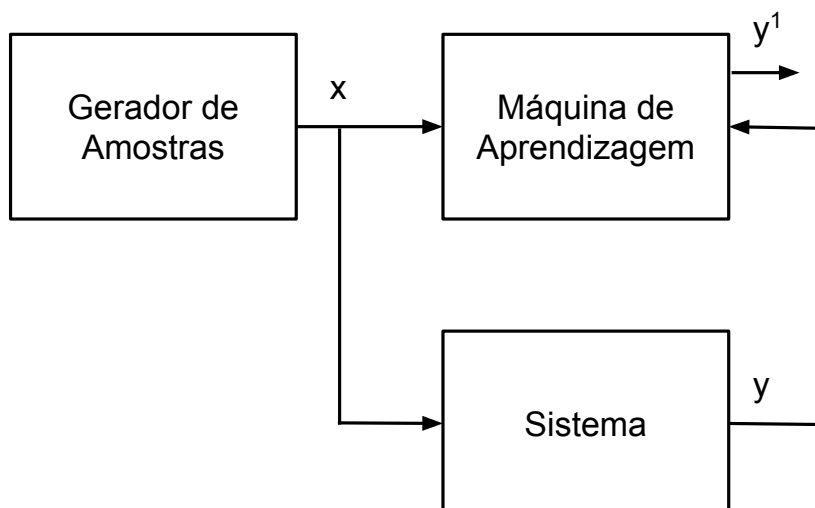 Gerador de
Amostras
x
Máquina de
Aprendizagem
y¹
Sistema
y